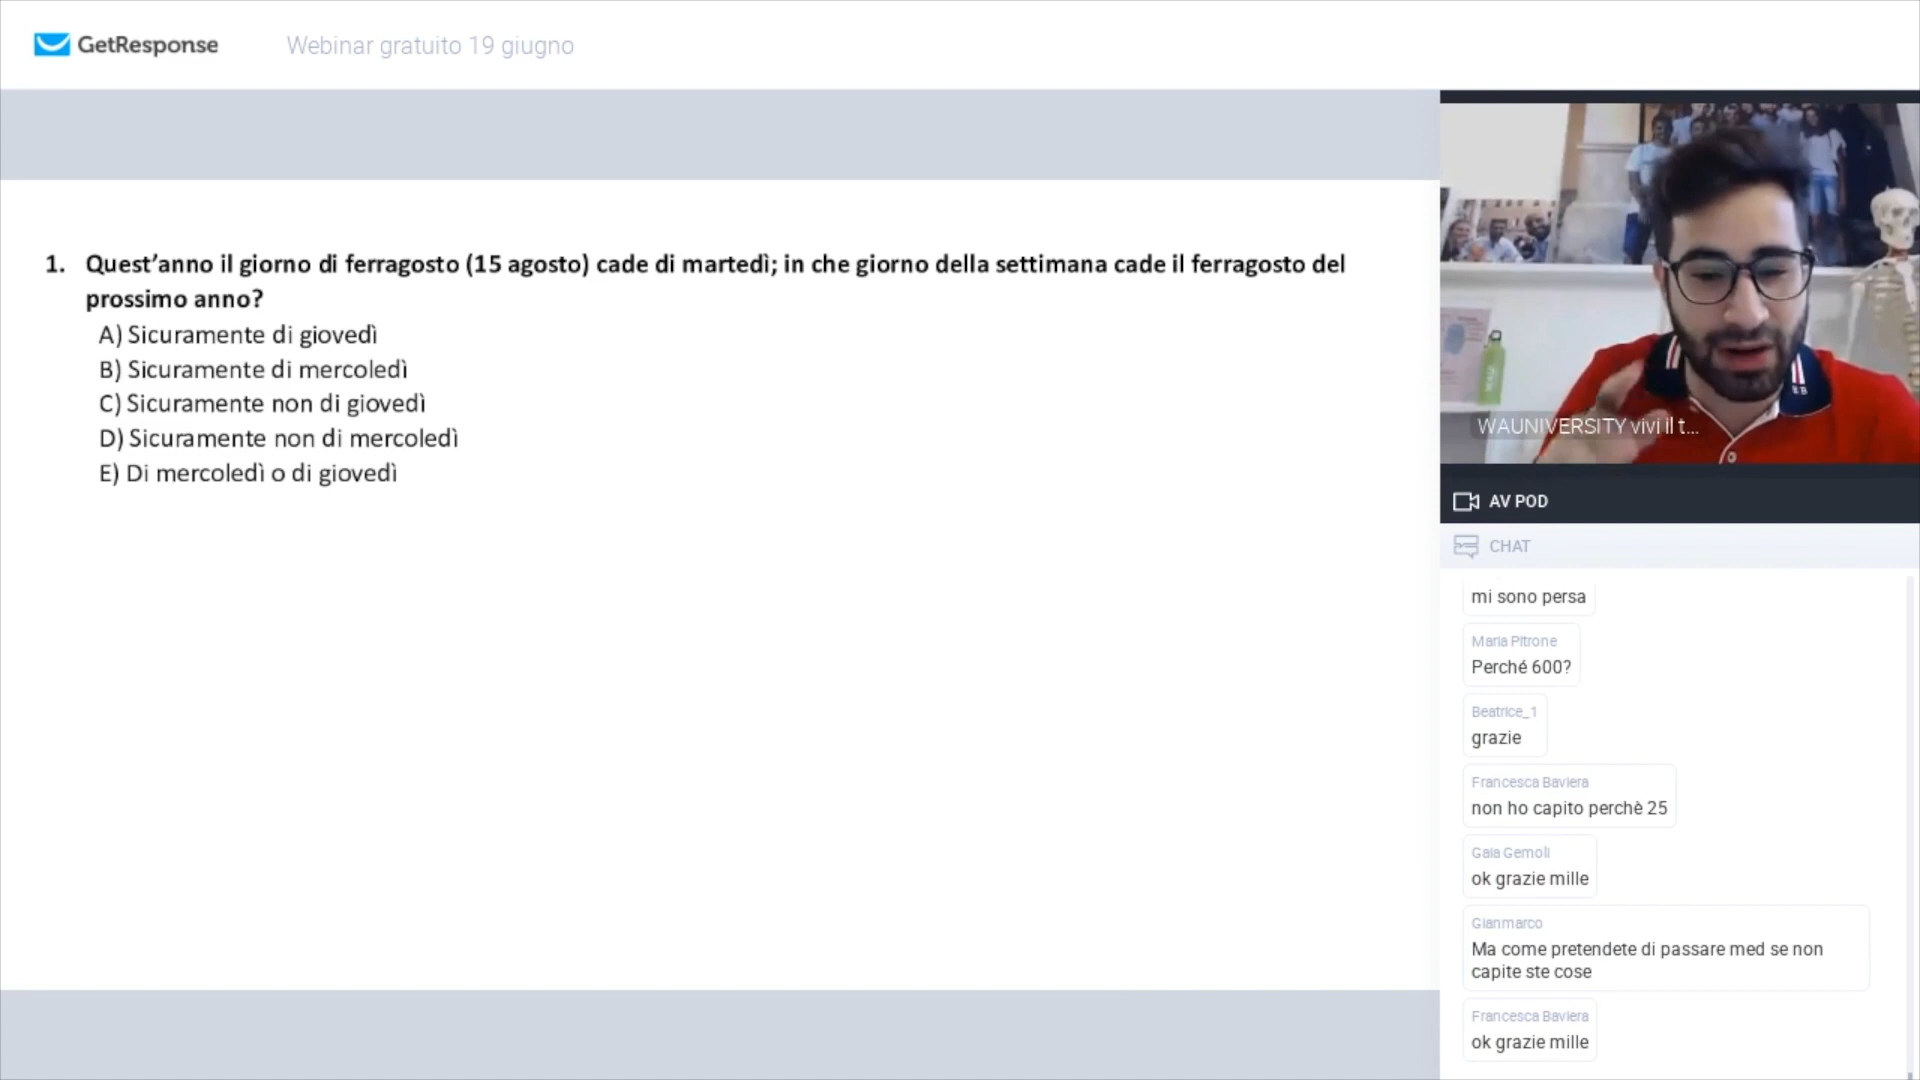 GetResponse
Webinar gratuito 19 giugno
1. Quest'anno il giorno di ferragosto (15 agosto) cade di martedì; in che giorno della settimana cade il ferragosto del
prossimo anno?
A) Sicuramente di giovedì
B) Sicuramente di mercoledì
C) Sicuramente non di giovedì
D) Sicuramente non di mercoledì
E) Di mercoledì o di giovedì
WAUNIVERSITY vivi il t...
AV POD
CHAT
mi sono persa
Maria Pitrone
Perché 600?
Beatrice_1
grazie
Francesca Baviera
non ho capito perchè 25
Gaia Gemoli
ok grazie mille
Gianmarco
Ma come pretendete di passare med se non
capite ste cose
Francesca Baviera
ok grazie mille